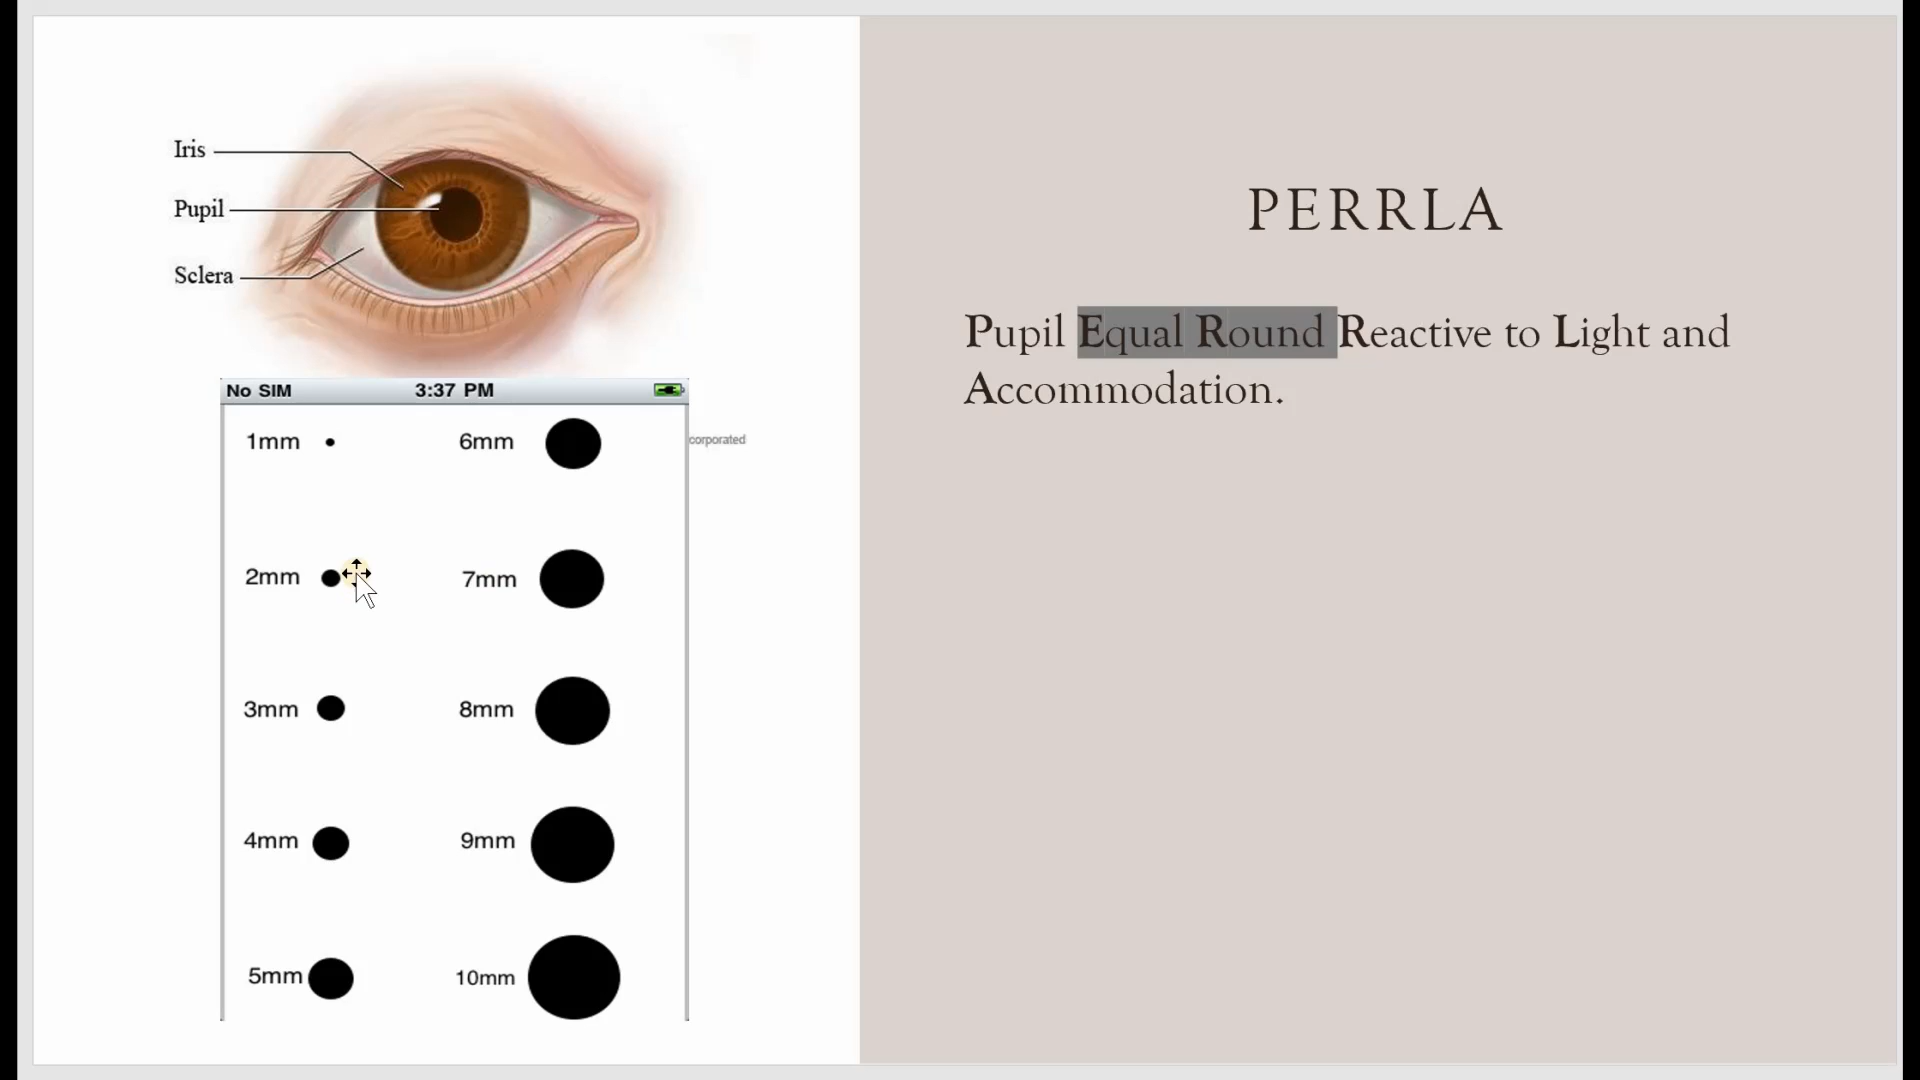 Iris
Pupil
Sclera
No SIM 3:37 PM
1mm 6mm
corporated
2mm 7mm
3mm 8mm
4mm 9mm
5mm 10mm
PERRLA
Pupil Equal Round Reactive to Light and
Accommodation.